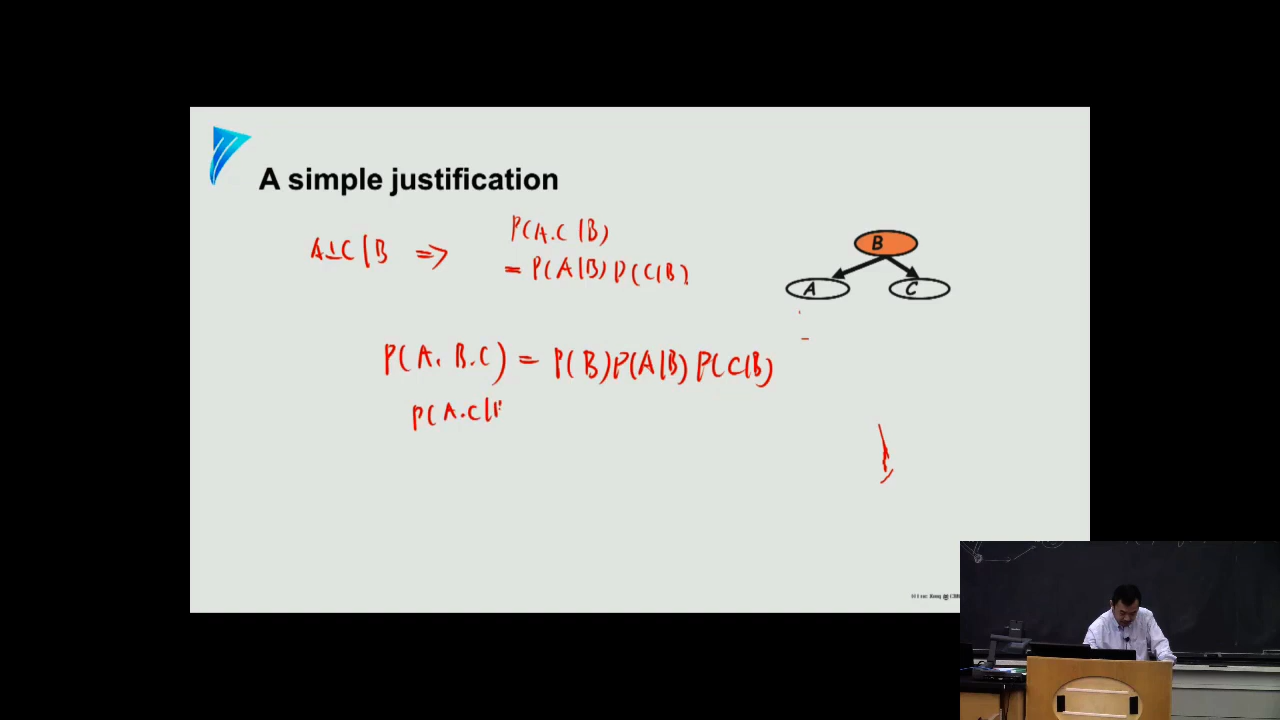 A simple justification
A⊥C|B ⇒ P(A.C|B)
= P(A|B) P(C|B)
B
A C
P(A. B.C) = P(B)P(A|B) P(C|B)
P(A.C|